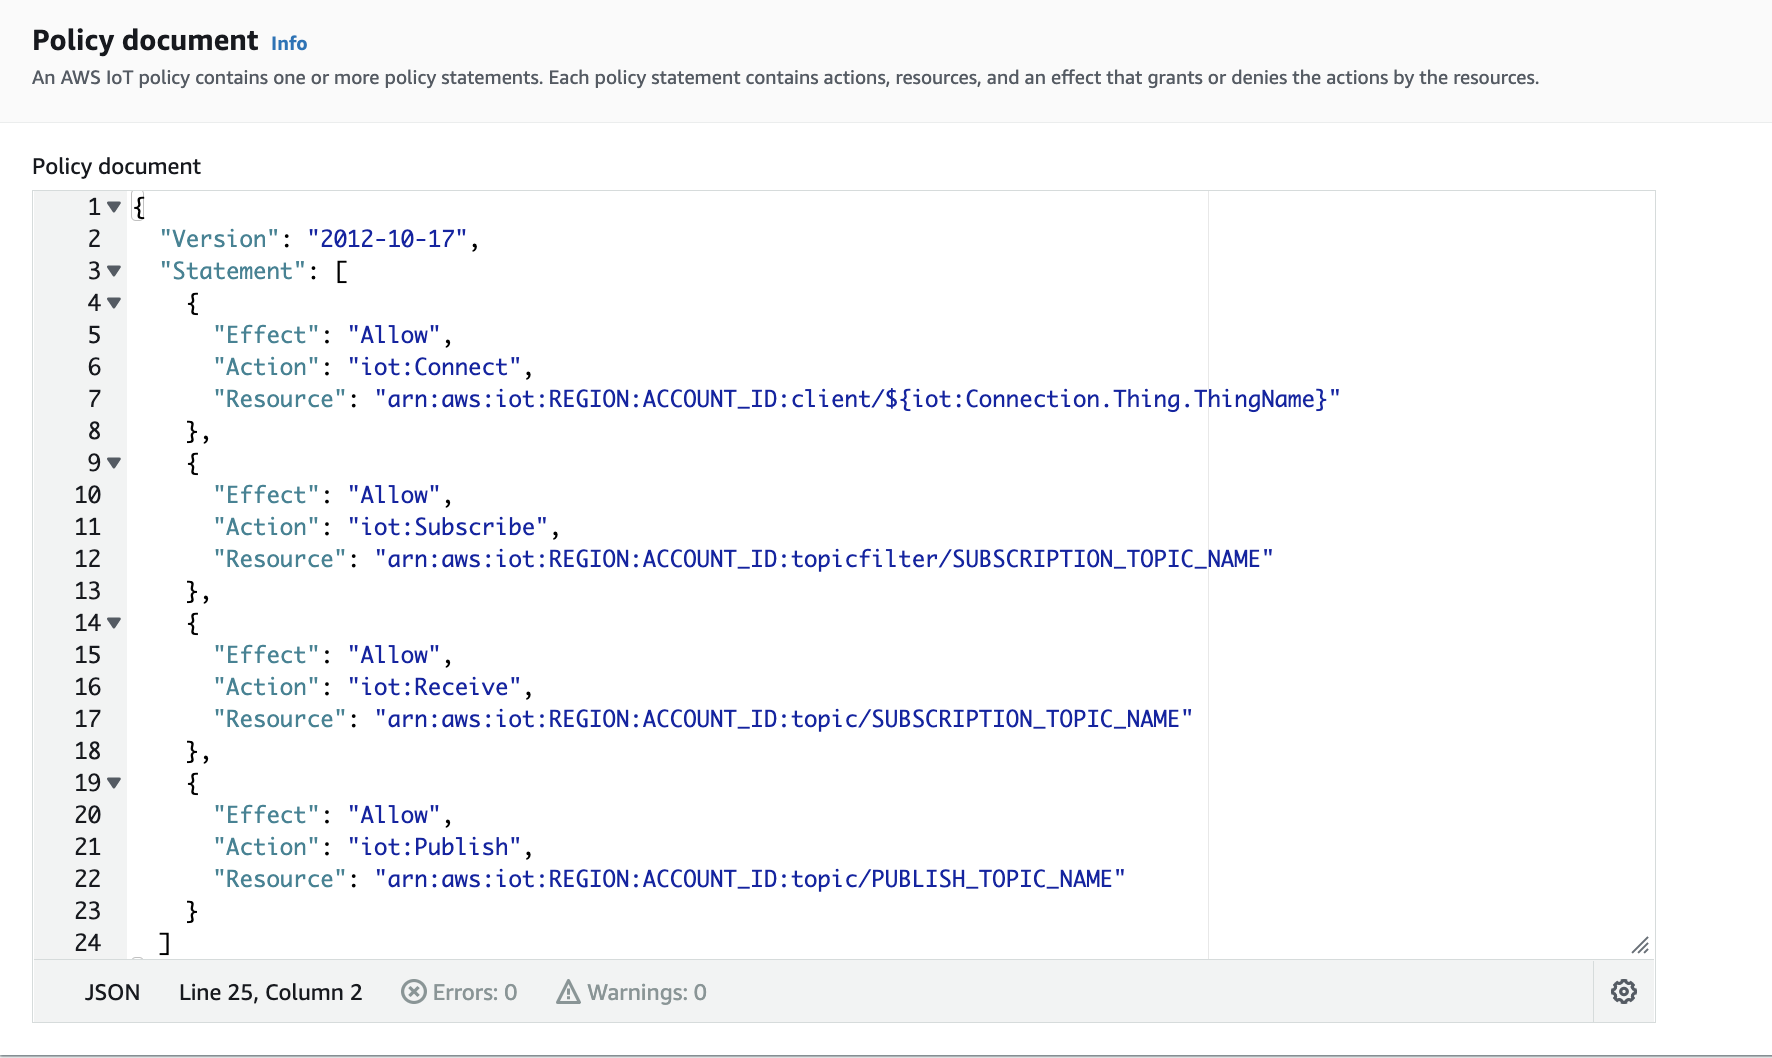 Policy document Info
An AWS IoT policy contains one or more policy statements. Each policy statement contains actions, resources, and an effect that grants or denies the actions by the resources.
Policy document
1 {
2 "Version": "2012-10-17",
3 "Statement": [
4 {
5 "Effect": "Allow",
6 "Action": "iot:Connect",
7 "Resource": "arn:aws:iot:REGION:ACCOUNT_ID:client/${iot:Connection.Thing.ThingName}"
8 },
9 {
10 "Effect": "Allow",
11 "Action": "iot:Subscribe",
12 "Resource": "arn:aws:iot:REGION:ACCOUNT_ID:topicfilter/SUBSCRIPTION_TOPIC_NAME"
13 },
14 {
15 "Effect": "Allow",
16 "Action": "iot:Receive",
17 "Resource": "arn:aws:iot:REGION:ACCOUNT_ID:topic/SUBSCRIPTION_TOPIC_NAME"
18 },
19 {
20 "Effect": "Allow",
21 "Action": "iot:Publish",
22 "Resource": "arn:aws:iot:REGION:ACCOUNT_ID:topic/PUBLISH_TOPIC_NAME"
23 }
24 ]
JSON Line 25, Column 2 Errors: 0 Warnings: 0